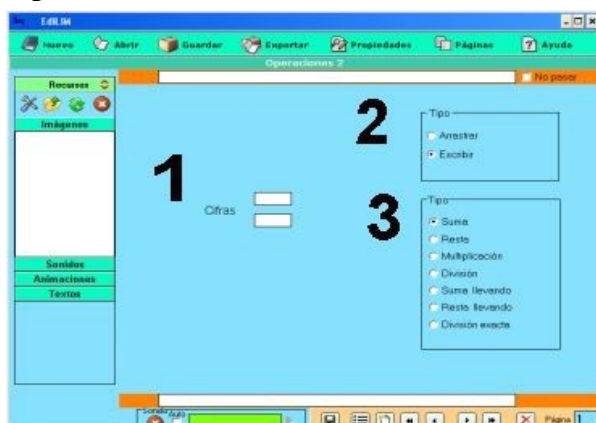 EdiLIM
Nuevo Abrir Guardar Exportar Propiedades Páginas Ayuda
Operaciones 2
Recursos
No pasar
Imágenes
1
Cifras
2
Tipo
Arrastrar
Escribir
3
Tipo
Suma
Resta
Multiplicación
División
Suma llevando
Resta llevando
División exacta
Sonidos
Animaciones
Textos
Sonido
Auto
Página 1